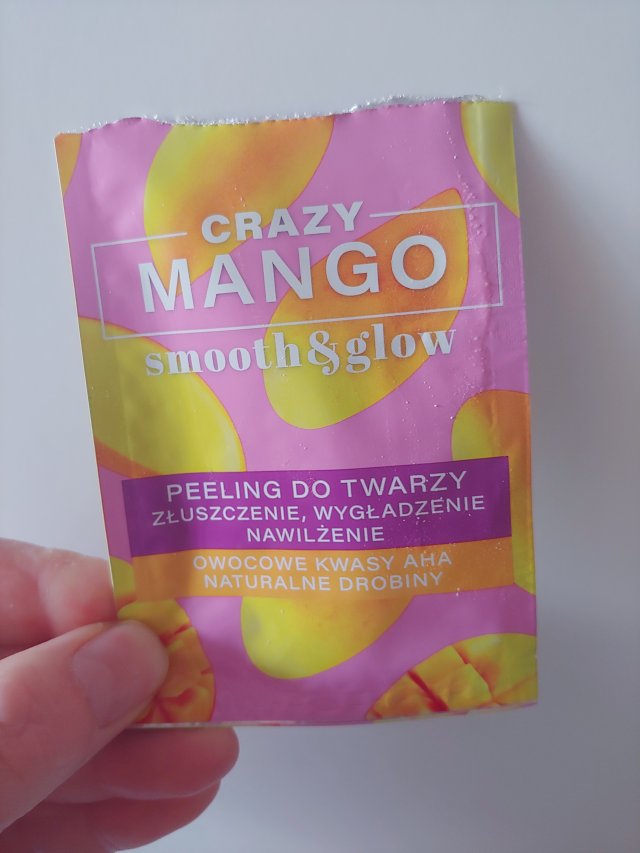 CRAZY
MANGO
smooth&glow
PEELING DO TWARZY
ZŁUSZCZENIE, WYGŁADZENIE
NAWILŻENIE
OWOCOWE KWASY AHA
NATURALNE DROBINY